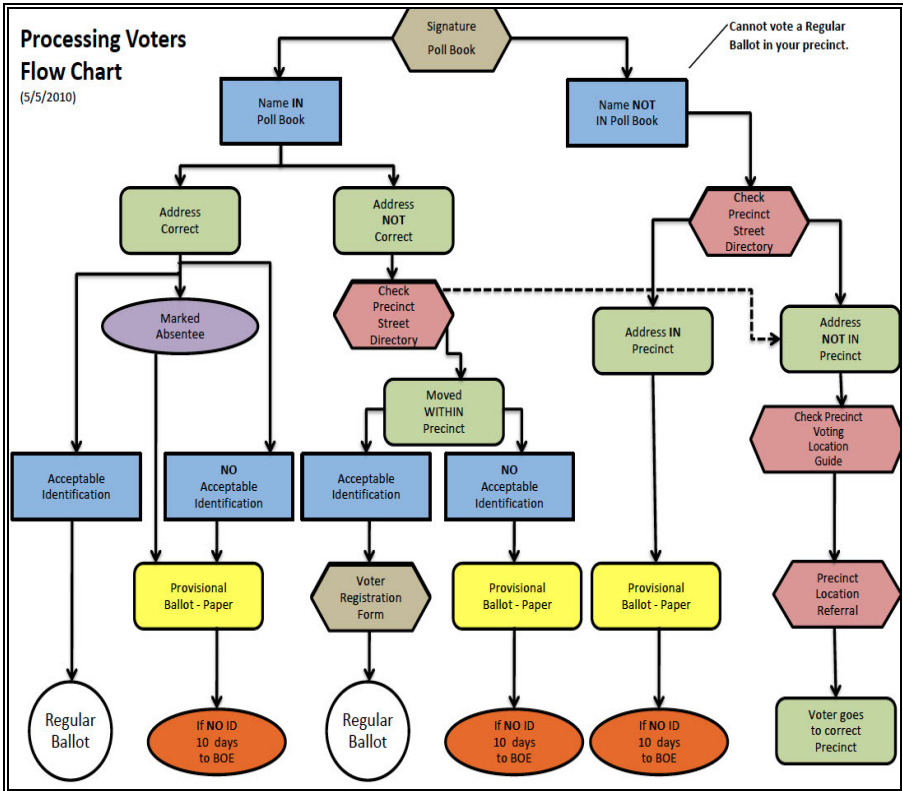 Processing Voters
Flow Chart
(5/5/2010)
Signature
Poll Book
Cannot vote a Regular
Ballot in your precinct.
Name IN
Poll Book
Name NOT
IN Poll Book
Address
Correct
Address
NOT
Correct
Check
Precinct
Street
Directory
Marked
Absentee
Check
Precinct
Street
Directory
Address IN
Precinct
Address
NOT IN
Precinct
Moved
WITHIN
Precinct
Check Precinct
Voting
Location
Guide
Acceptable
Identification
NO
Acceptable
Identification
Acceptable
Identification
NO
Acceptable
Identification
Provisional
Ballot - Paper
Voter
Registration
Form
Provisional
Ballot - Paper
Provisional
Ballot - Paper
Precinct
Location
Referral
Regular
Ballot
If NO ID
10 days
to BOE
Regular
Ballot
If NO ID
10 days
to BOE
If NO ID
10 days
to BOE
Voter goes
to correct
Precinct